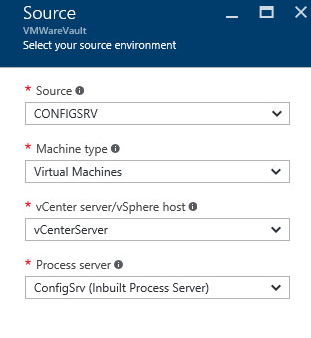 Source
VMWareVault
Select your source environment
* Source
CONFIGSRV
* Machine type
Virtual Machines
* vCenter server/vSphere host
vCenterServer
* Process server
ConfigSrv (Inbuilt Process Server)